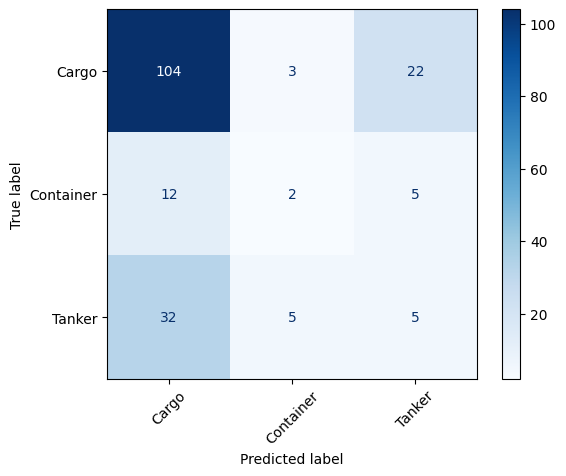 True label
Cargo
Container
Tanker
104 3 22
12 2 5
32 5 5
Cargo Container Tanker
Predicted label
100
80
60
40
20